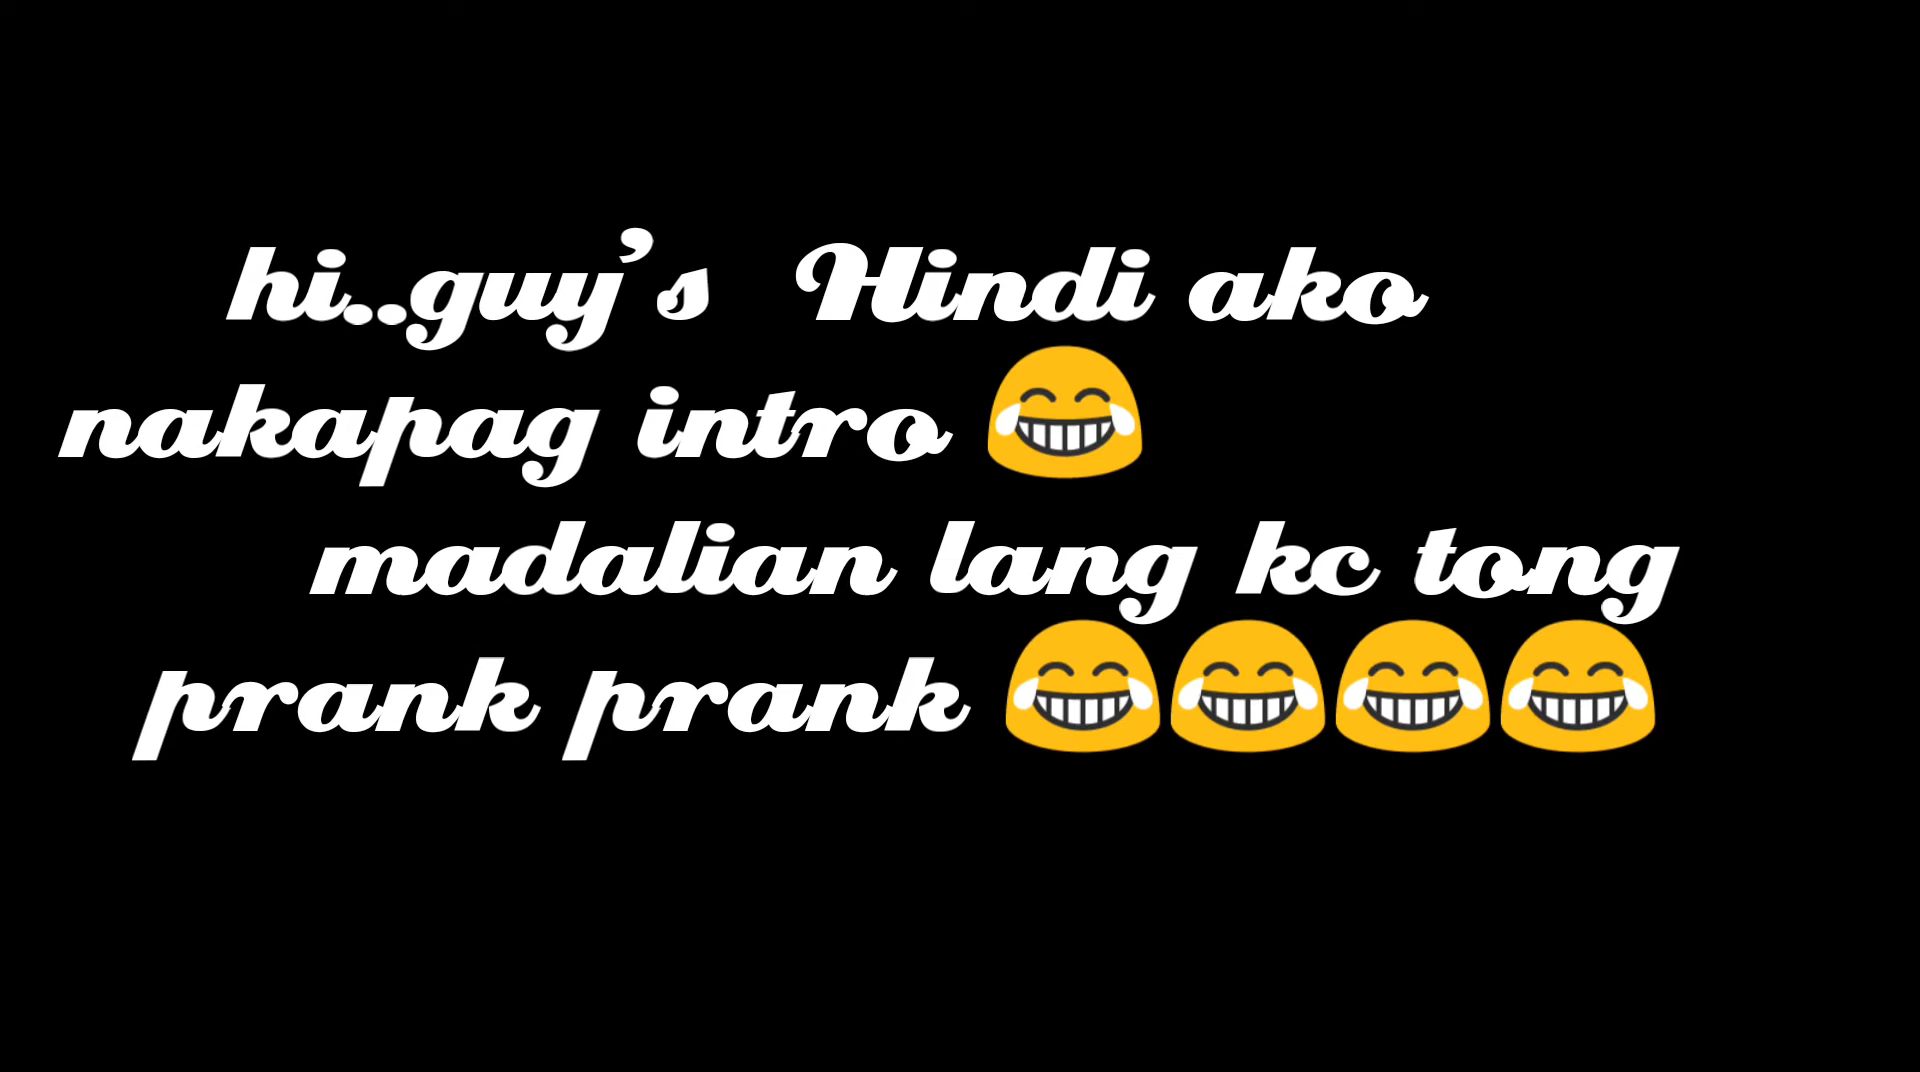 hi..guy's Hindi ako
nakapag intro 😂
madalian lang kc tong
prank prank 😂😂😂😂